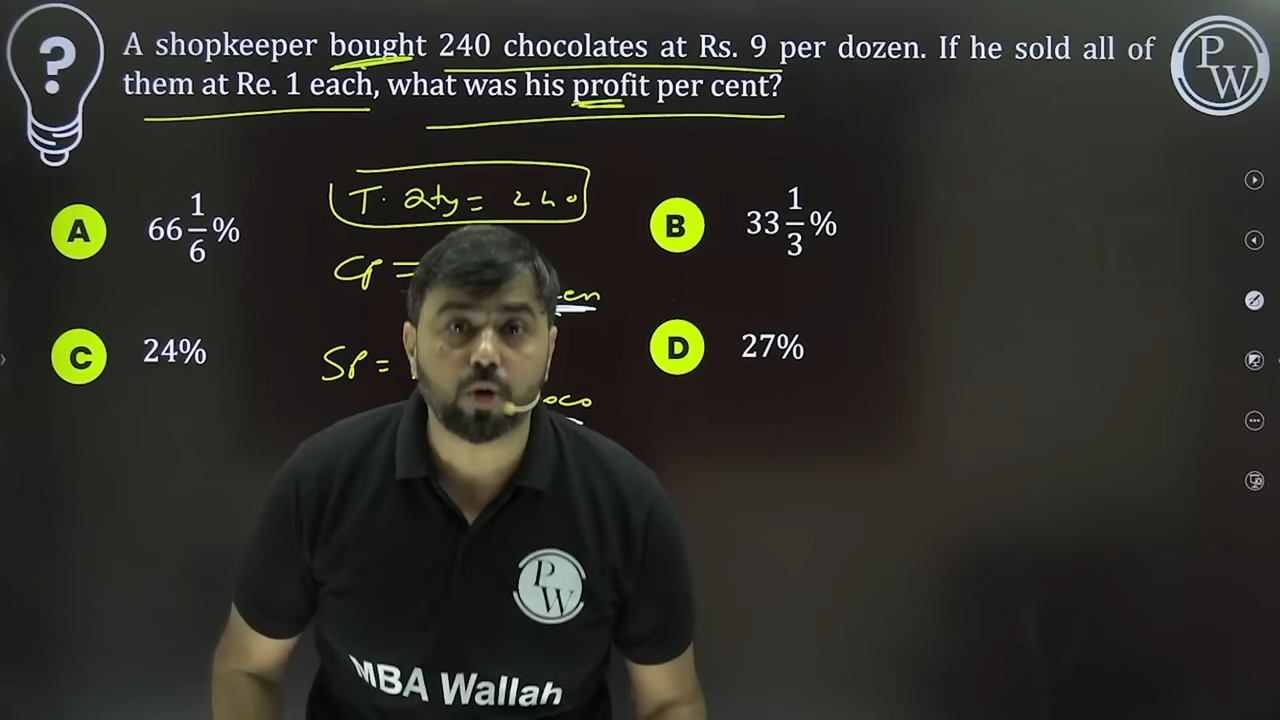 ?
A shopkeeper bought 240 chocolates at Rs. 9 per dozen. If he sold all of
them at Re. 1 each, what was his profit per cent?
P
W
T. Qty = 240
A 66 1/6 %
B 33 1/3 %
CP =
C 24%
D 27%
SP =
P
W
MBA Wallah